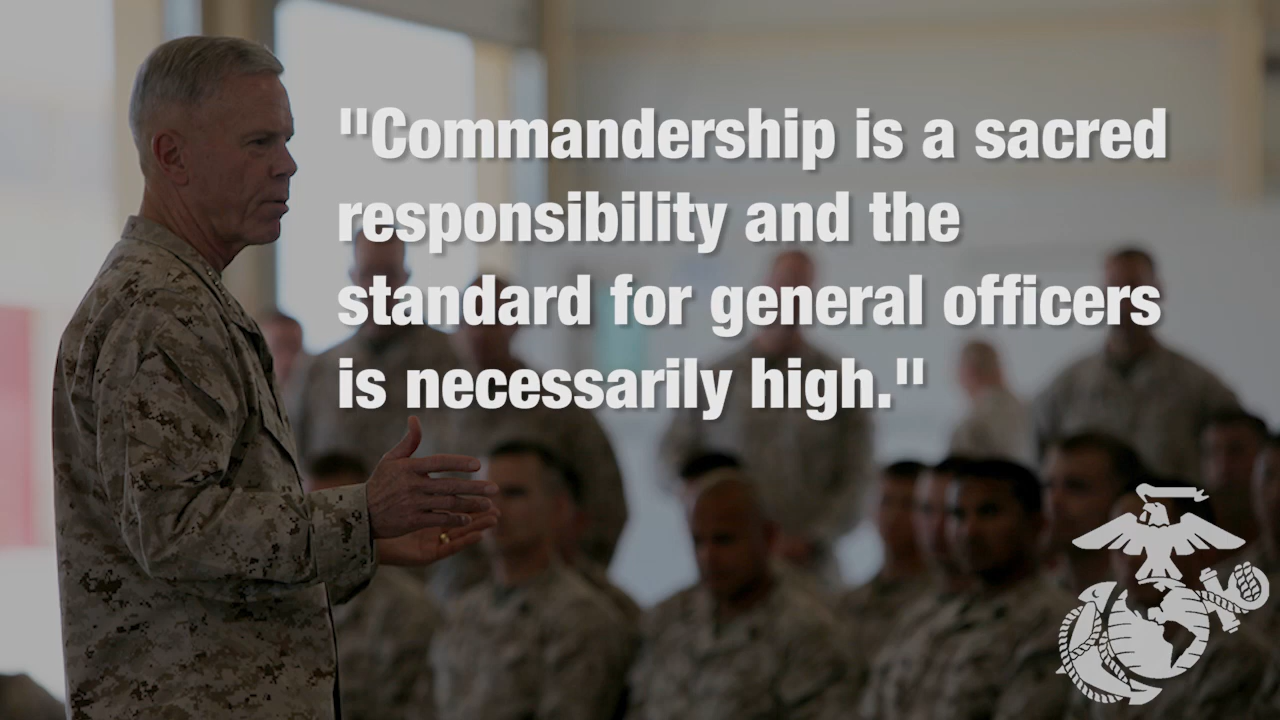 "Commandership is a sacred
responsibility and the
standard for general officers
is necessarily high."